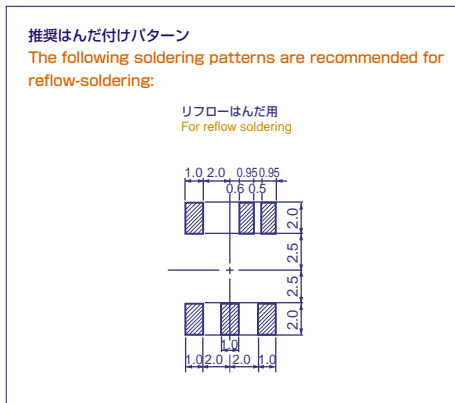 推奨はんだ付けパターン
The following soldering patterns are recommended for
reflow-soldering:
リフローはんだ用
For reflow soldering
1.0 2.0 0.95 0.95
0.6 0.5
2.0
2.5
2.5
2.0
1.0
1.0 2.0 2.0 1.0